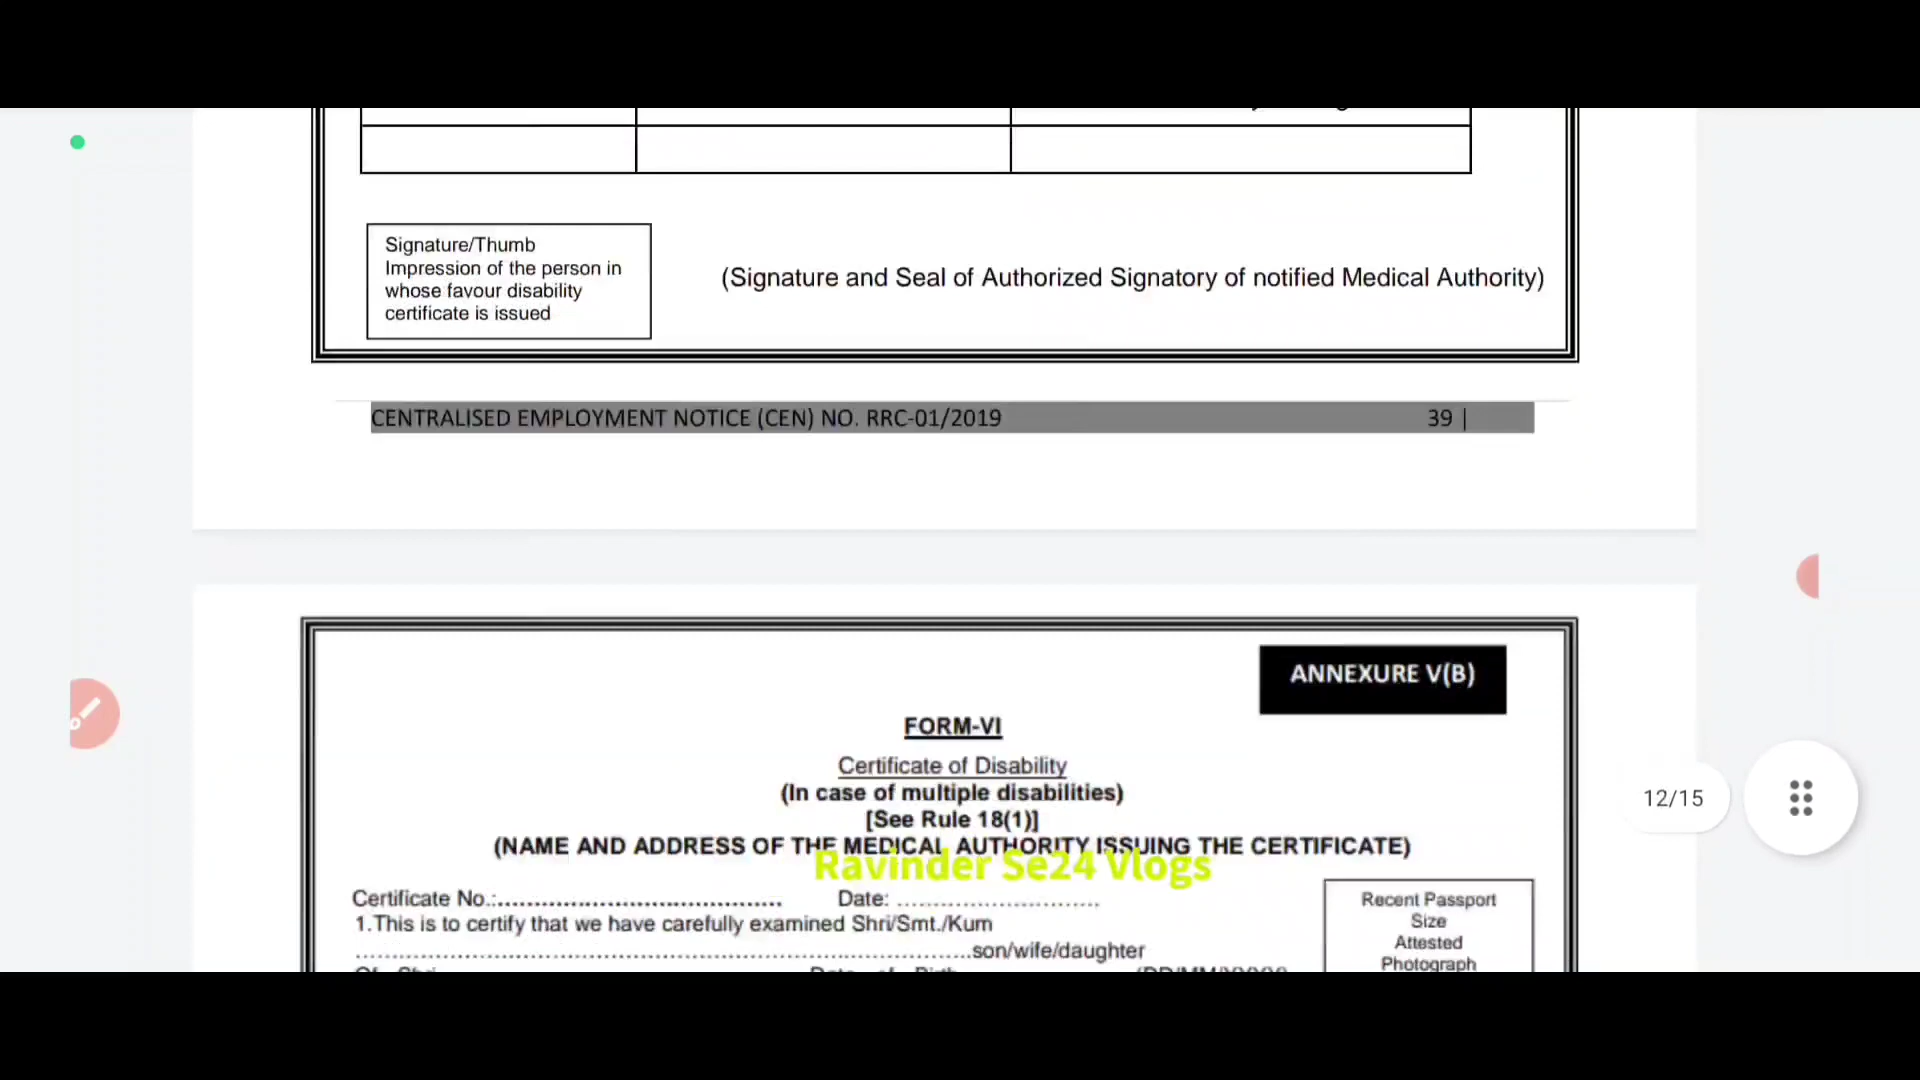 Signature/Thumb
Impression of the person in
whose favour disability
certificate is issued
(Signature and Seal of Authorized Signatory of notified Medical Authority)
CENTRALISED EMPLOYMENT NOTICE (CEN) NO. RRC-01/2019 39 |
ANNEXURE V(B)
FORM-VI
Certificate of Disability
(In case of multiple disabilities)
[See Rule 18(1)]
(NAME AND ADDRESS OF THE MEDICAL AUTHORITY ISSUING THE CERTIFICATE)
Ravinder Se24 Vlogs
12/15
Certificate No.:....................................... Date: ............................
1.This is to certify that we have carefully examined Shri/Smt./Kum
.....................................................................................son/wife/daughter
Recent Passport
Size
Attested
Photograph